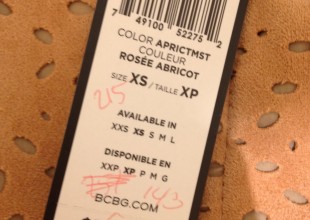 7 49100 52275 2
COLOR APRICTMST
COULEUR
ROSÉE ABRICOT
SIZE XS / TAILLE XP
215
AVAILABLE IN
XXS XS S M L
DISPONIBLE EN
XXP XP P M G
143
BCBG.COM